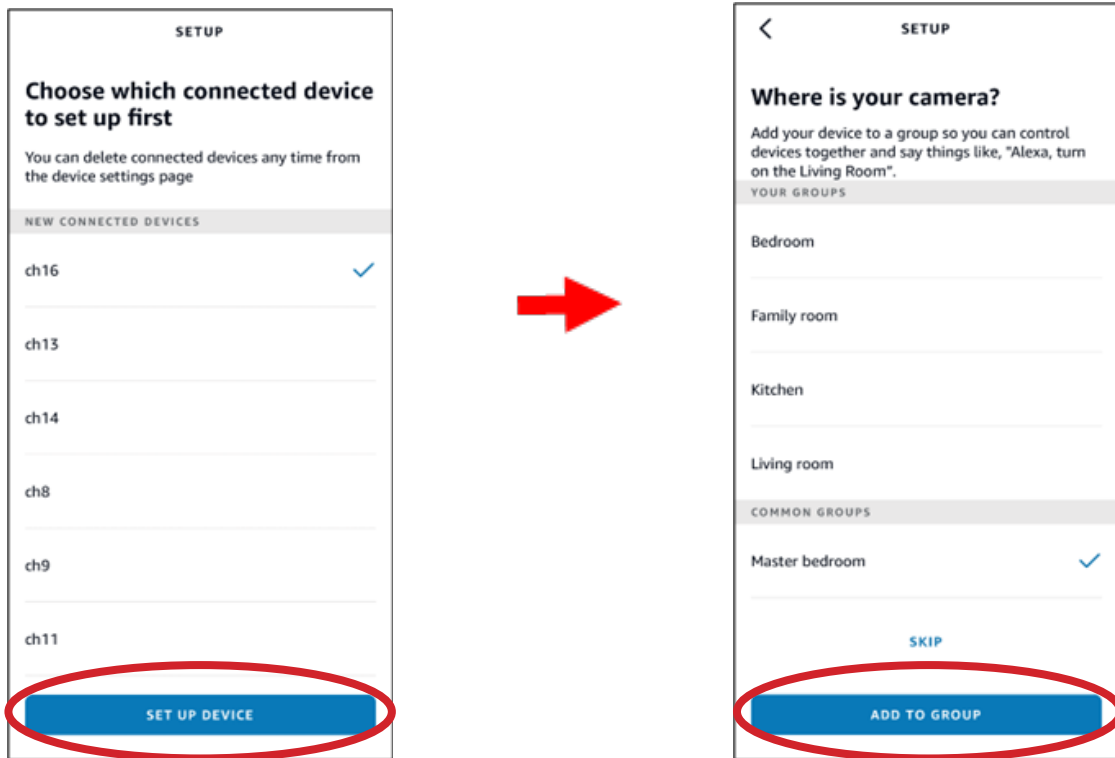 SETUP
Choose which connected device
to set up first
You can delete connected devices any time from
the device settings page
NEW CONNECTED DEVICES
ch16
ch13
ch14
ch8
ch9
ch11
SET UP DEVICE
SETUP
Where is your camera?
Add your device to a group so you can control
devices together and say things like, "Alexa, turn
on the Living Room".
YOUR GROUPS
Bedroom
Family room
Kitchen
Living room
COMMON GROUPS
Master bedroom
SKIP
ADD TO GROUP